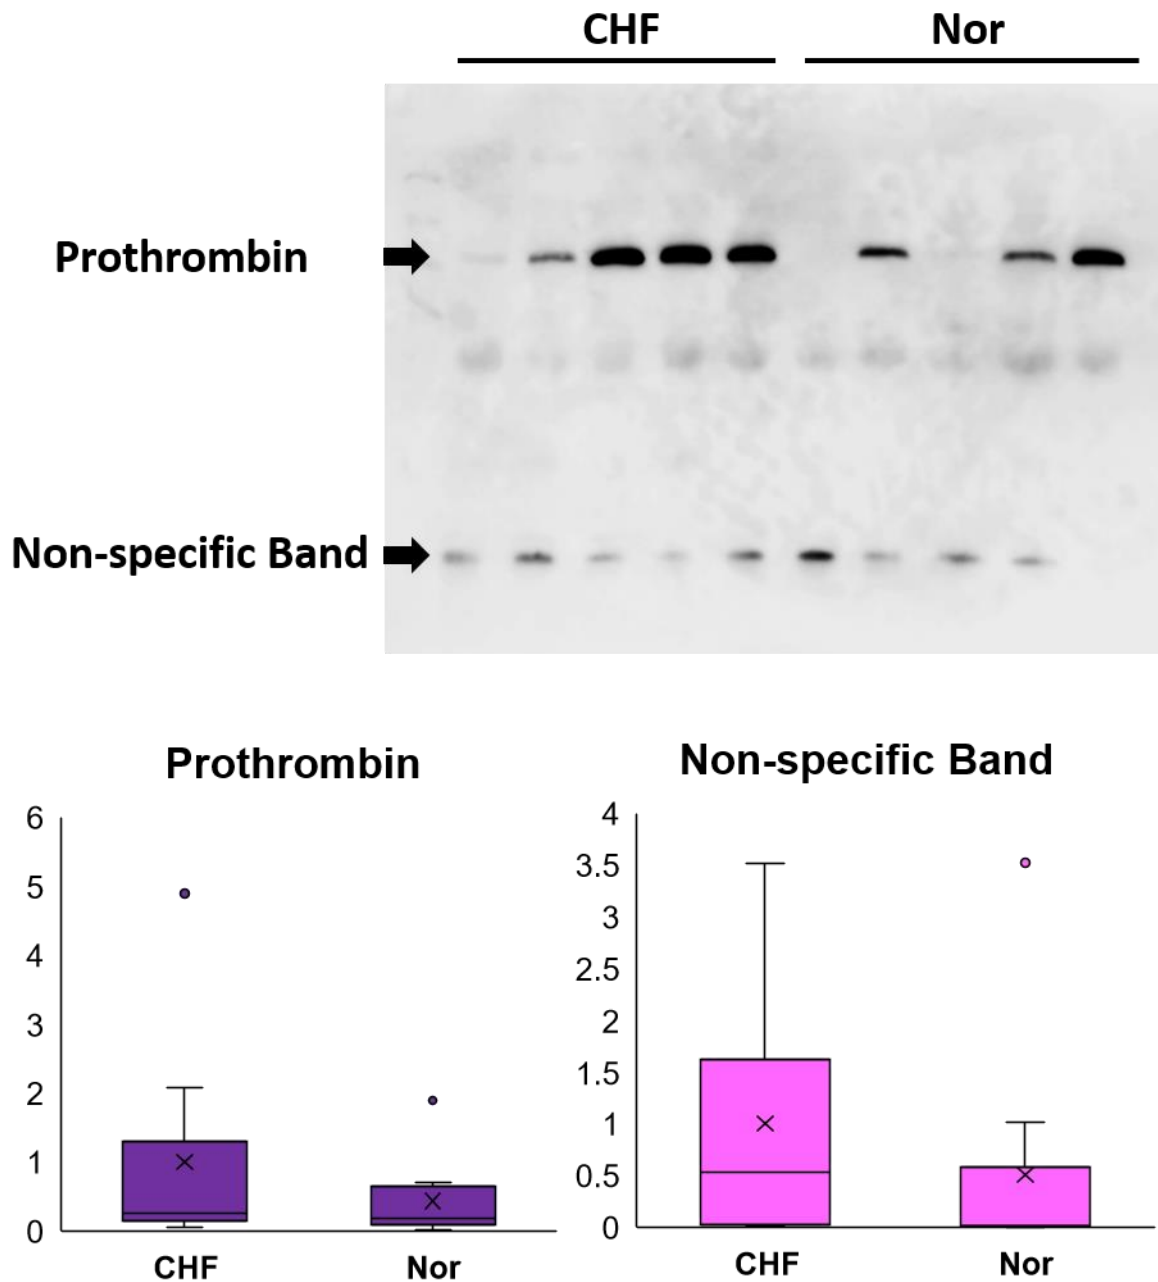 CHF Nor
Prothrombin
Non-specific Band
Prothrombin
6
5
4
3
2
1
0
CHF Nor
Non-specific Band
4
3.5
3
2.5
2
1.5
1
0.5
0
CHF Nor